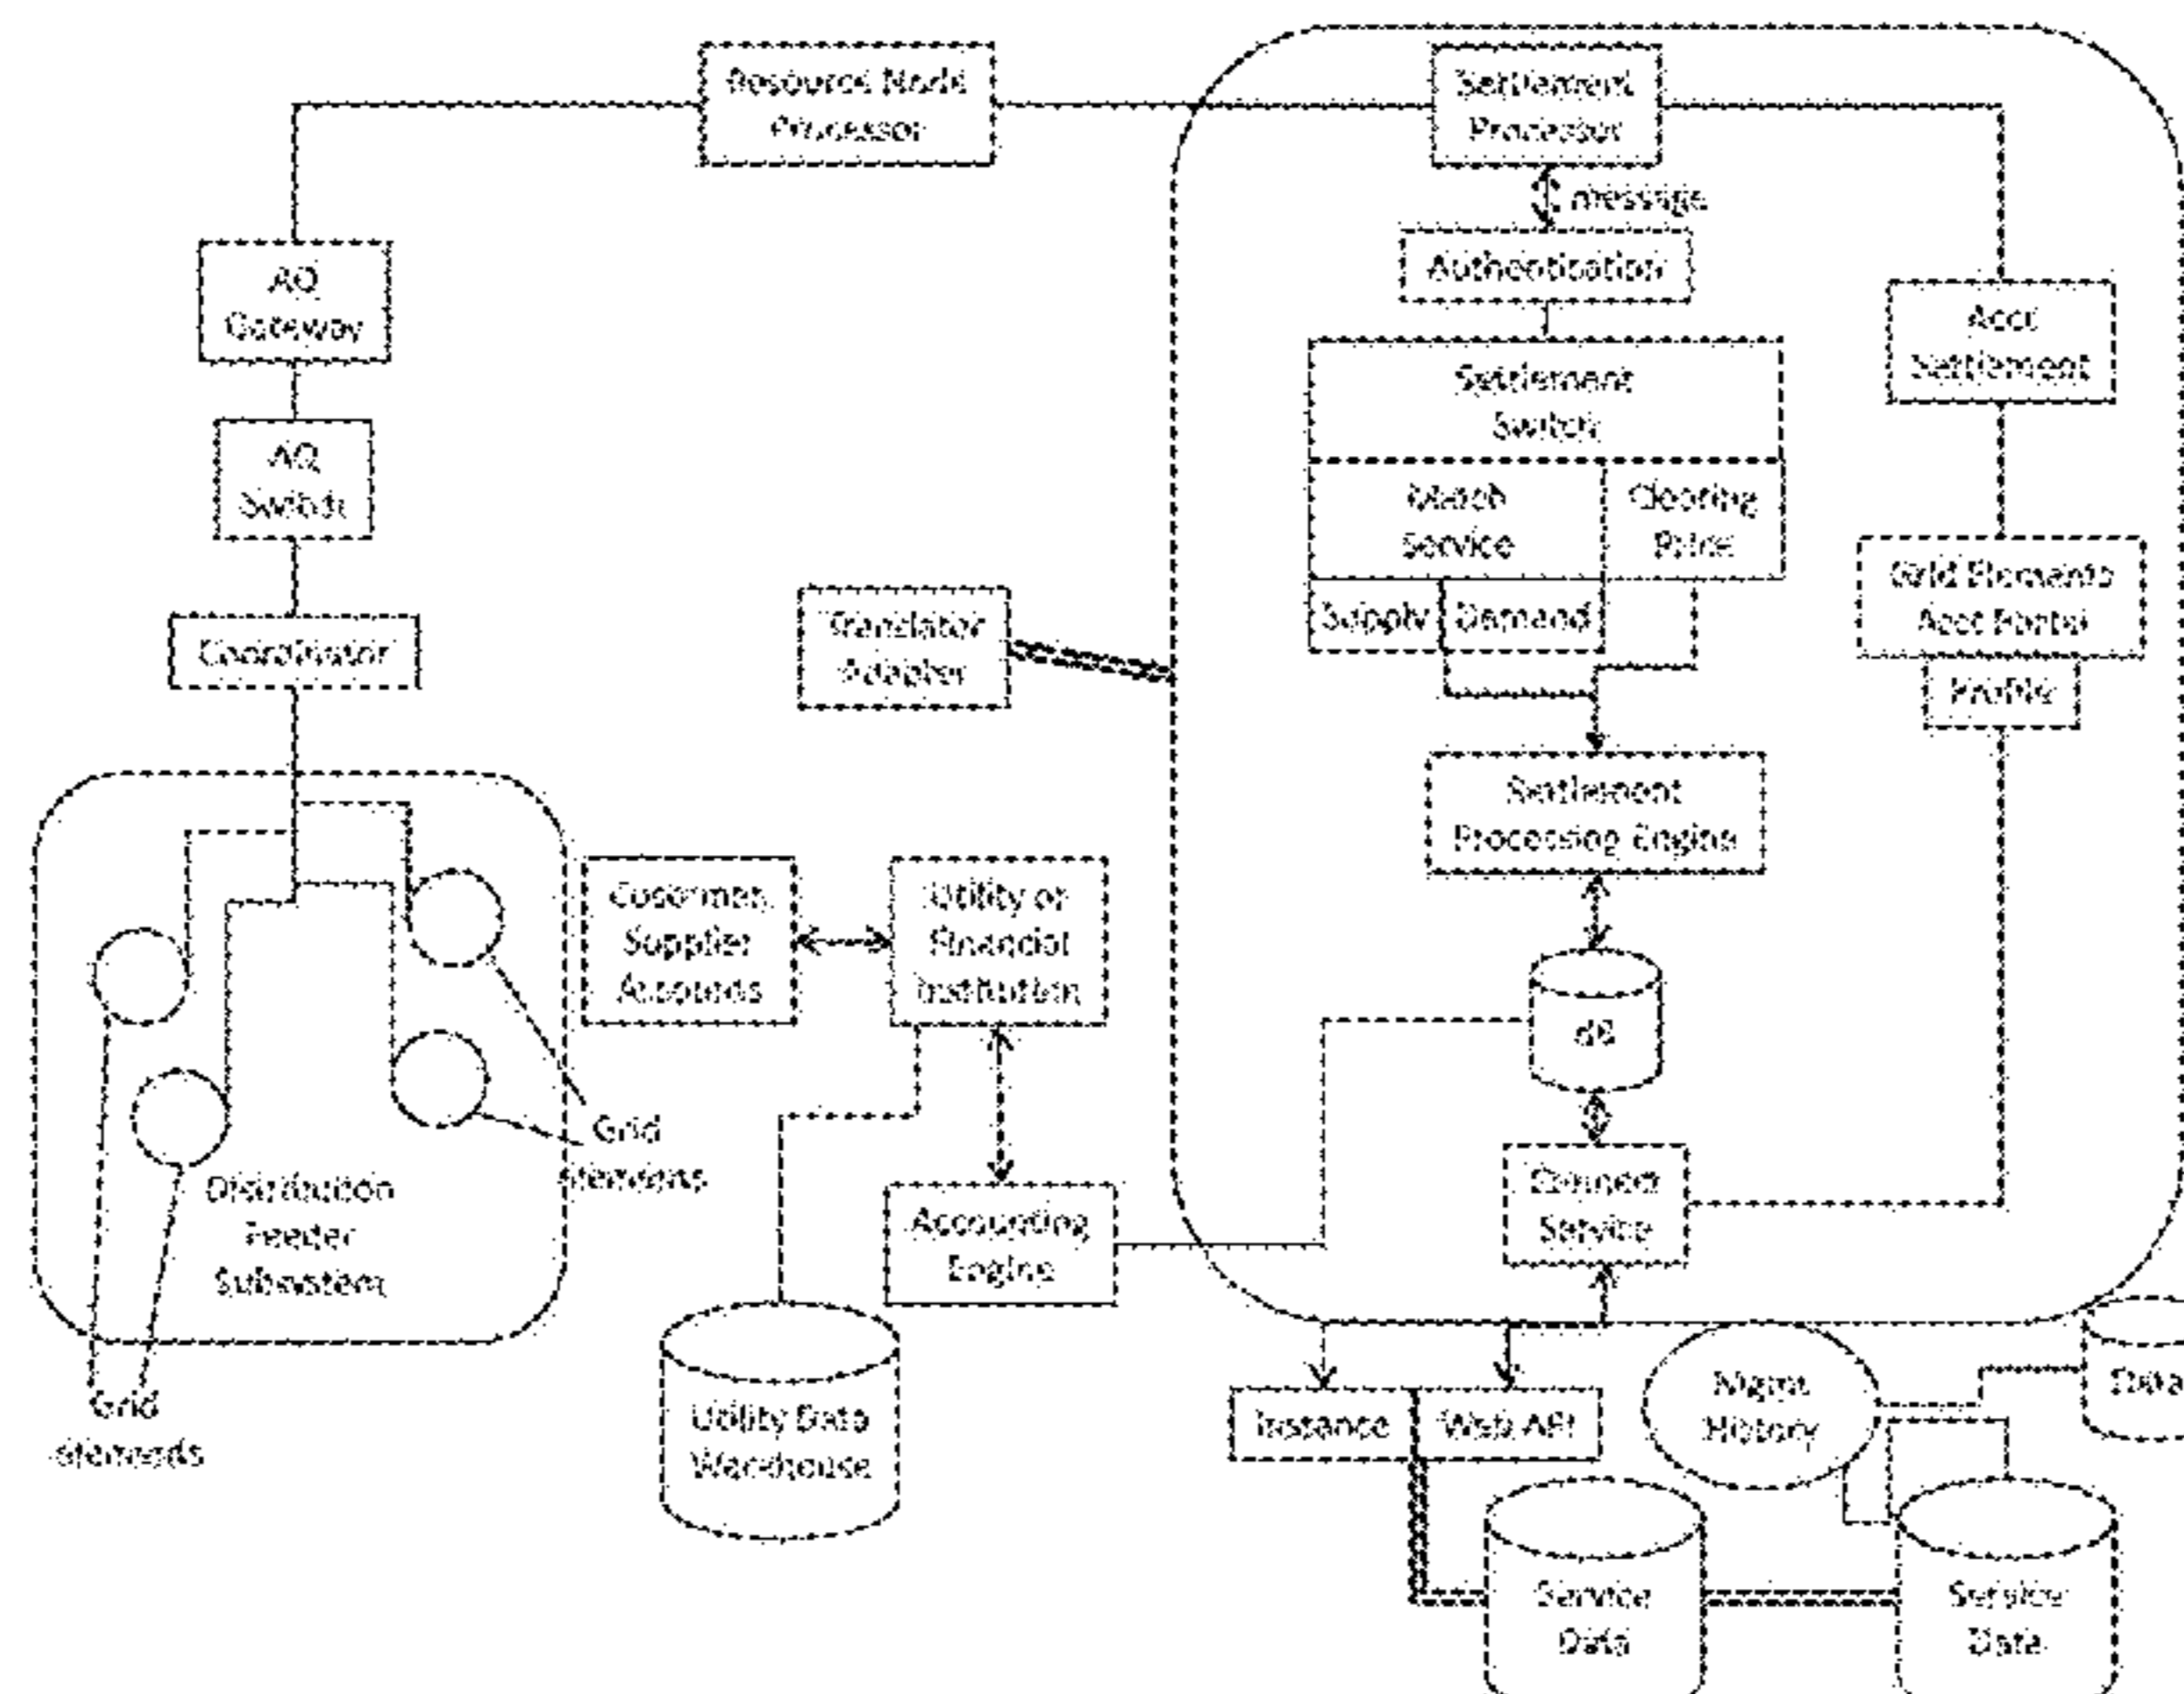 Resource Node
Processor
Settlement
Processor
message
Authentication
AQ
Gateway
Acct
Settlement
Settlement
Switch
AQ
Switch
Match
Service
Clearing
Price
Grid Elements
Acct Portal
Supply
Demand
Translator
Adapter
Coordinator
Profile
Settlement
Processing Engine
Supplier
Accounts
Utility or
Financial
Institution
dB
Grid
elements
Distribution
Feeder
Subsystem
Accounting
Engine
Connect
Service
Grid
elements
Utility Data
Warehouse
Instance
Web API
Mgmt
History
Service
Data
Service
Data